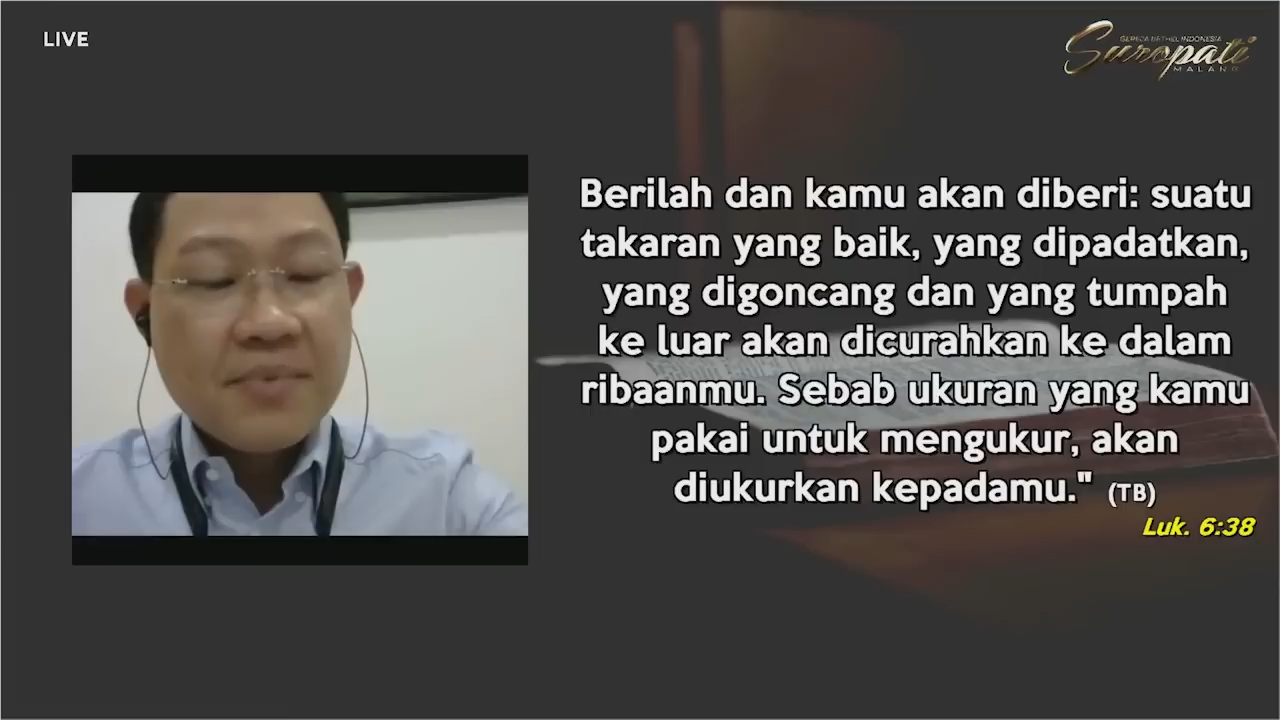 LIVE
GEREJA BETHEL INDONESIA
Suropati
MALANG
Berilah dan kamu akan diberi: suatu
takaran yang baik, yang dipadatkan,
yang digoncang dan yang tumpah
ke luar akan dicurahkan ke dalam
ribaanmu. Sebab ukuran yang kamu
pakai untuk mengukur, akan
diukurkan kepadamu." (TB)
Luk. 6:38